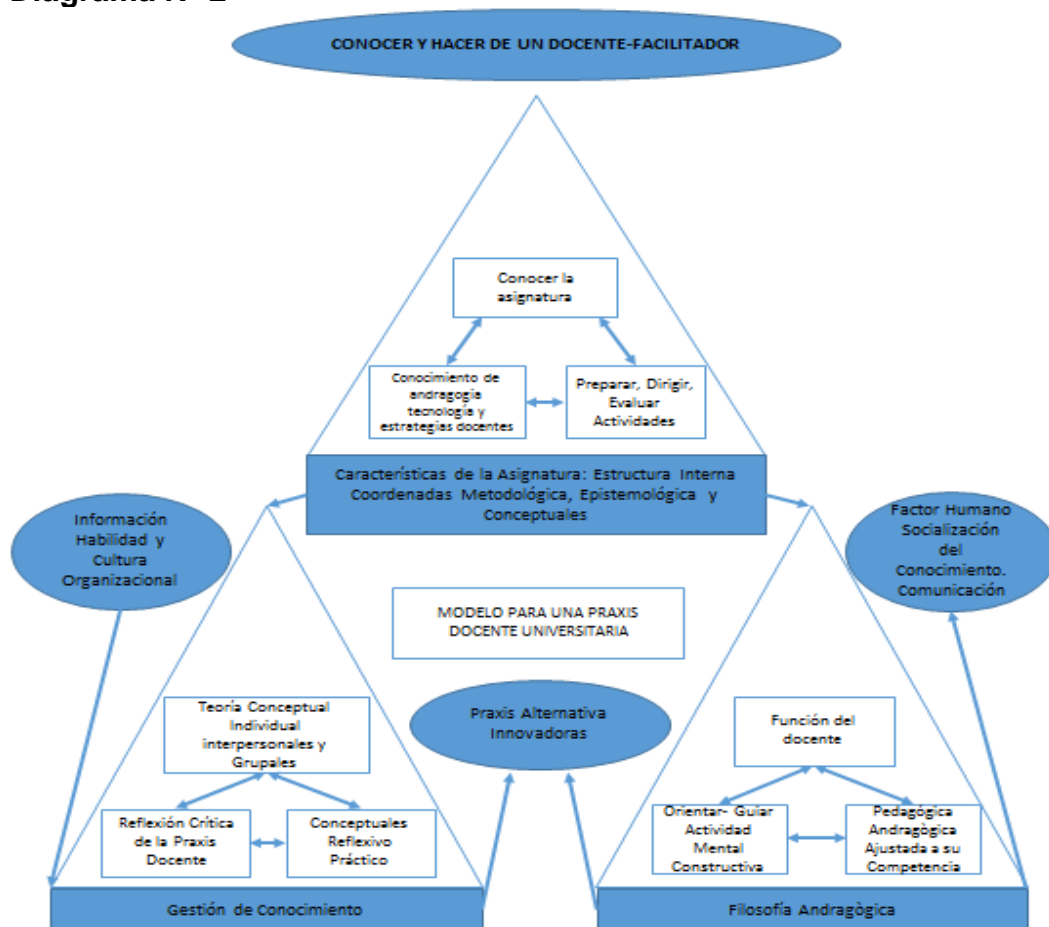 CONOCER Y HACER DE UN DOCENTE-FACILITADOR
Conocer la
asignatura
Conocimiento de
andragogia
tecnología y
estrategias docentes
Preparar, Dirigir,
Evaluar
Actividades
Características de la Asignatura: Estructura Interna
Coordenadas Metodológica, Epistemológica y
Conceptuales
Información
Habilidad y
Cultura
Organizacional
Factor Humano
Socialización
del
Conocimiento.
Comunicación
MODELO PARA UNA PRAXIS
DOCENTE UNIVERSITARIA
Teoría Conceptual
Individual
interpersonales y
Grupales
Praxis Alternativa
Innovadoras
Función del
docente
Reflexión Crítica
de la Praxis
Docente
Conceptuales
Reflexivo
Práctico
Orientar- Guiar
Actividad
Mental
Constructiva
Pedagógica
Andragògica
Ajustada a su
Competencia
Gestión de Conocimiento
Filosofía Andragògica